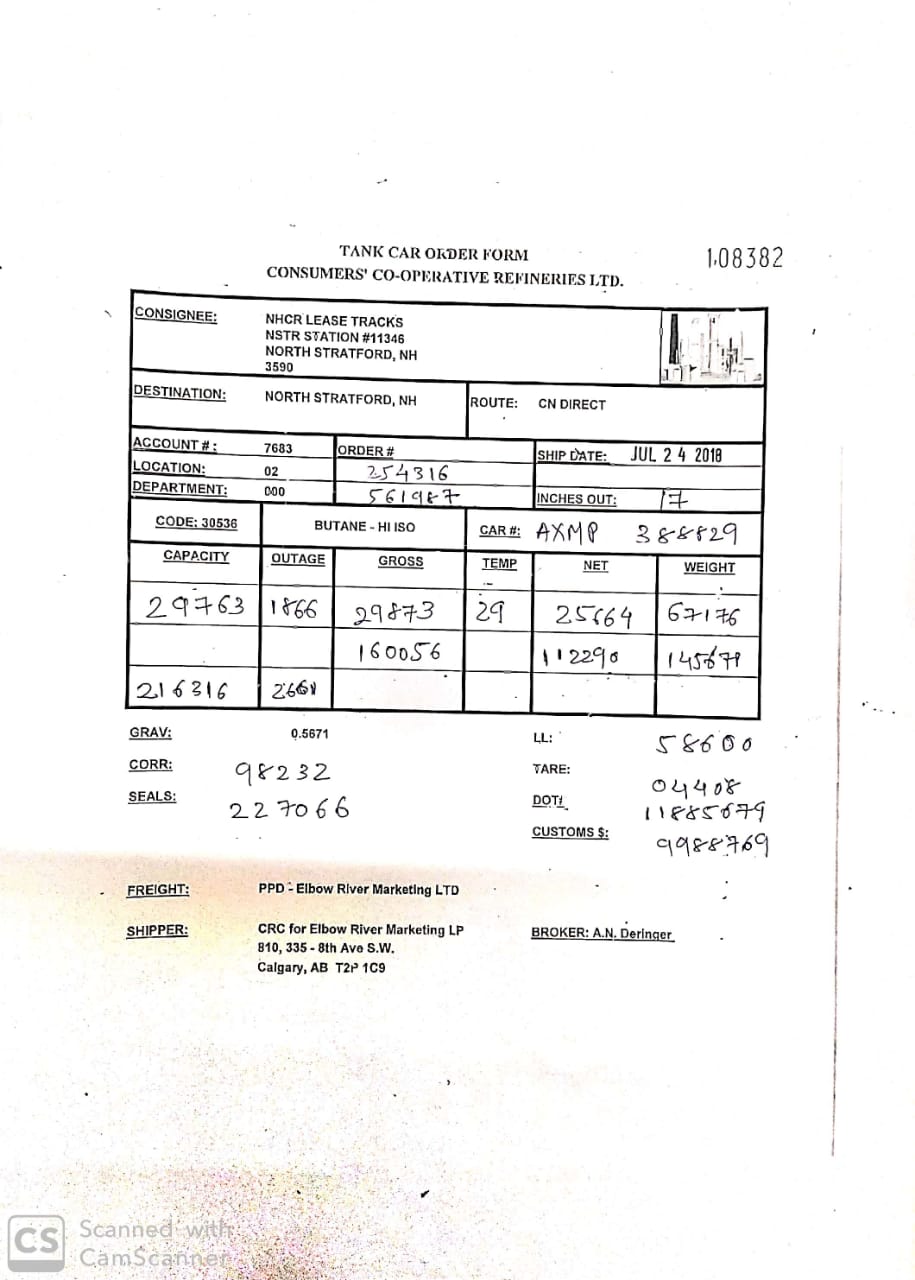 TANK CAR ORDER FORM
108382
CONSUMERS' CO-OPERATIVE REFINERIES LTD.
CONSIGNEE:
NHCR LEASE TRACKS
NSTR STATION #11346
NORTH STRATFORD, NH
3590
DESTINATION: NORTH STRATFORD, NH
ROUTE: CN DIRECT
ACCOUNT #: 7683
ORDER #
SHIP DATE: JUL 24 2018
LOCATION: 02
254316
DEPARTMENT: 000
561987
INCHES OUT: 17
CODE: 30536
BUTANE - HI ISO
CAR #: AXMP 388829
CAPACITY OUTAGE GROSS TEMP NET WEIGHT
29763 1866 29873 29 25664 67176
160056 112290
216316
GRAV: 0.5671
LL: 58600
CORR: 98232
TARE: 04408
SEALS: 227066
DOT: 11885679
CUSTOMS $: 9988769
FREIGHT: PPD - Elbow River Marketing LTD
SHIPPER: CRC for Elbow River Marketing LP
810, 335 - 8th Ave S.W.
Calgary, AB T2P 1C9
BROKER: A.N. Deringer
CS Scanned with
CamScanner